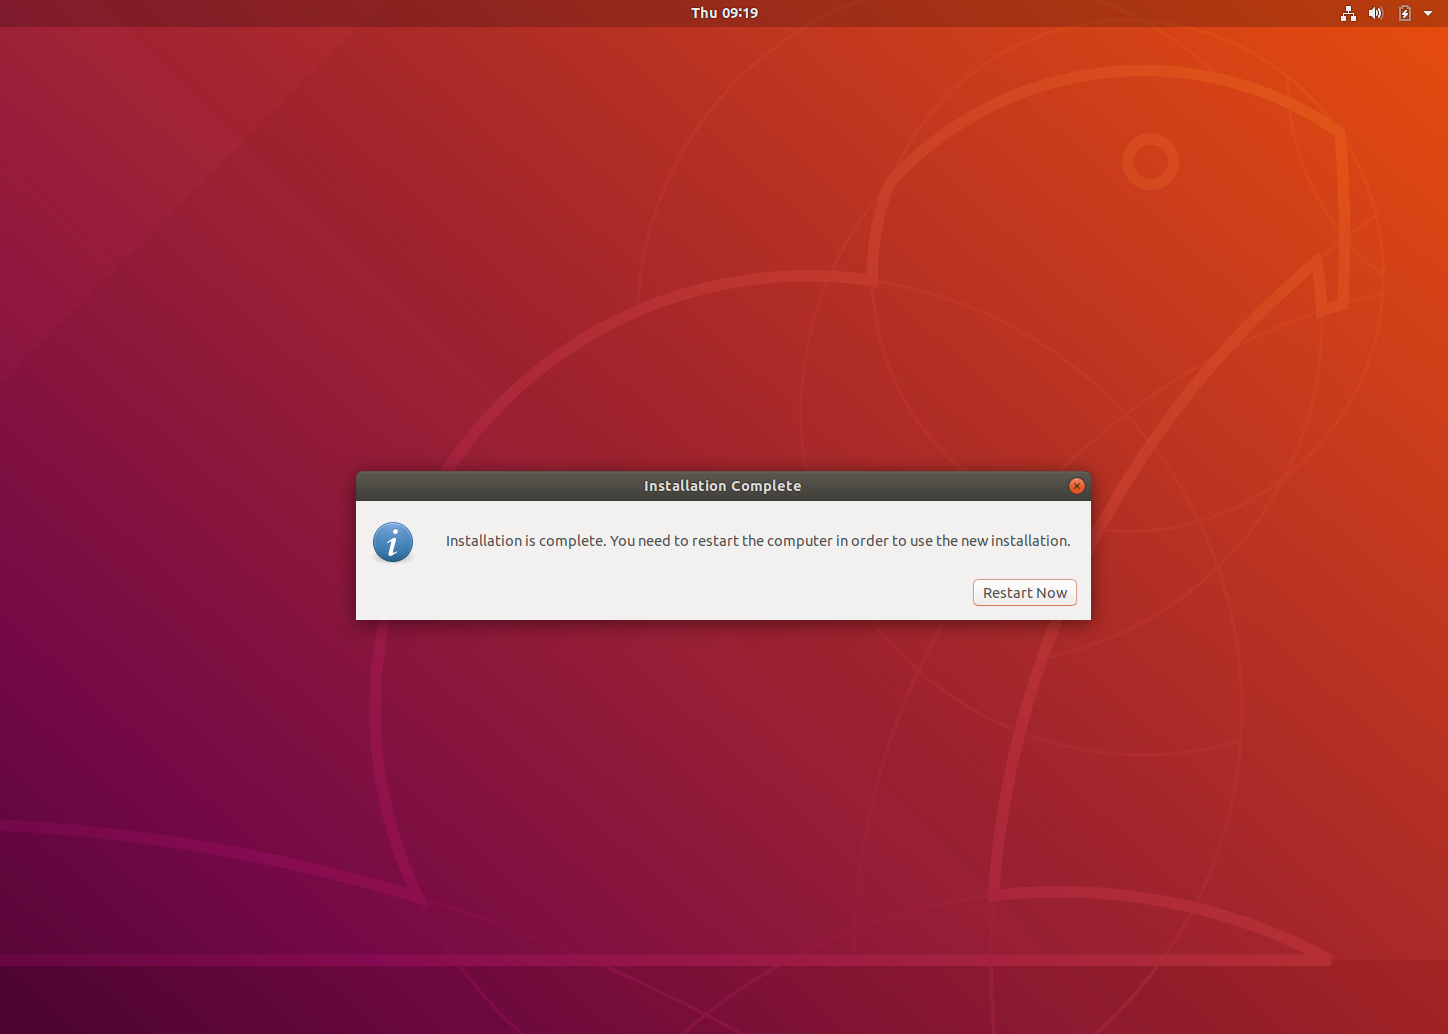 Thu 09:19
Installation Complete
Installation is complete. You need to restart the computer in order to use the new installation.
Restart Now